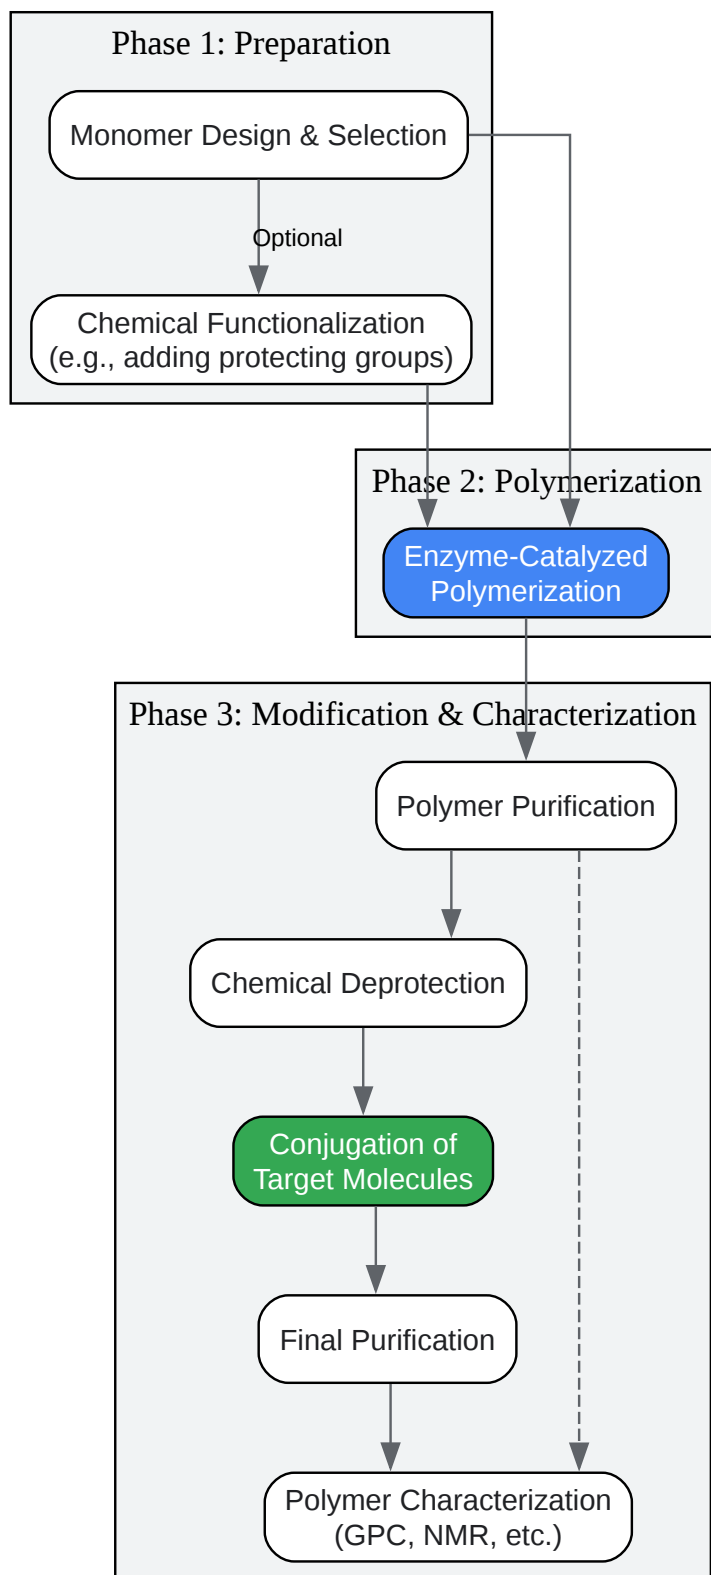 Phase 1: Preparation
Monomer Design & Selection
Optional
Chemical Functionalization
(e.g., adding protecting groups)
Phase 2: Polymerization
Enzyme-Catalyzed
Polymerization
Phase 3: Modification & Characterization
Polymer Purification
Chemical Deprotection
Conjugation of
Target Molecules
Final Purification
Polymer Characterization
(GPC, NMR, etc.)